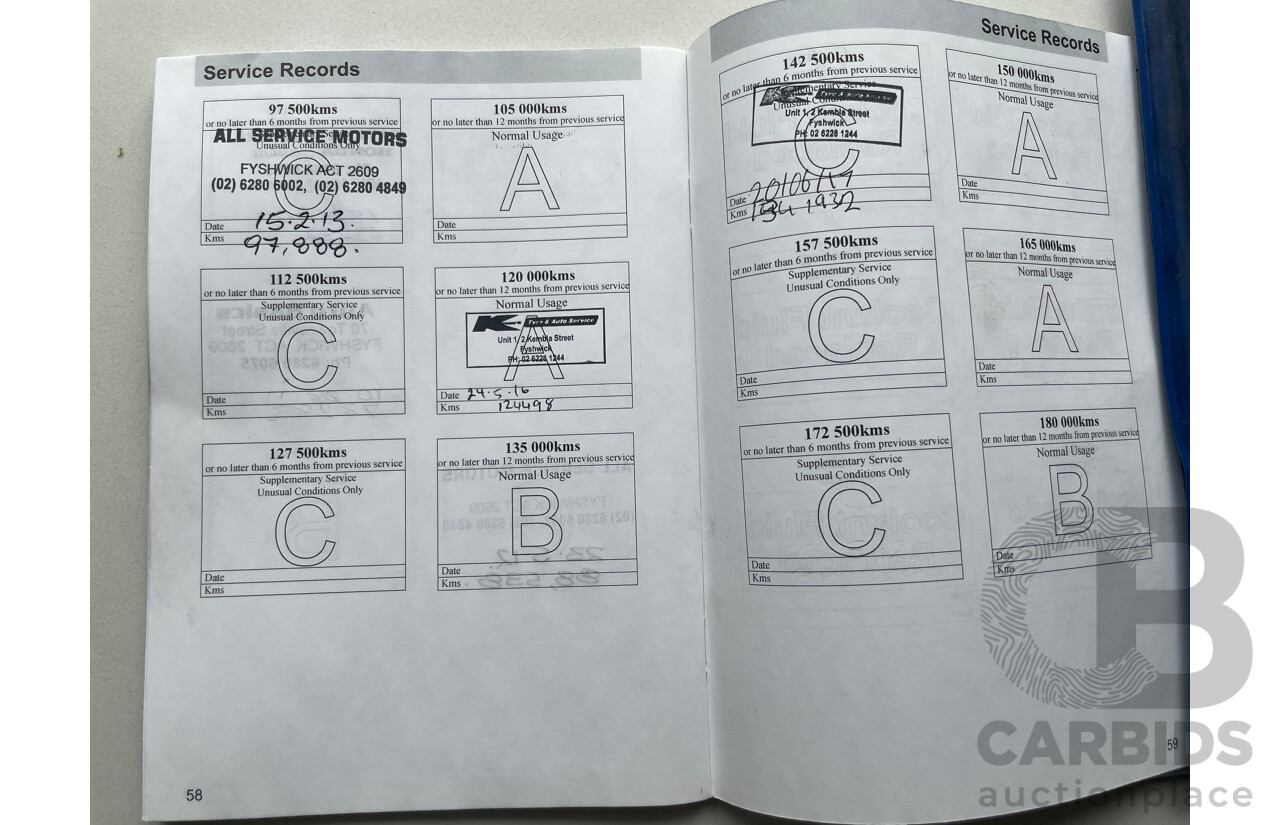 Service Records
97 500kms
or no later than 6 months from previous service
Unusual Conditions Only
ALL SERVICE MOTORS
FYSHWICK ACT 2609
(02) 6280 6002, (02) 6280 4849
C
Date 15.2.13.
Kms 97,888.
105 000kms
or no later than 12 months from previous service
Normal Usage
A
Date
Kms
112 500kms
or no later than 6 months from previous service
Supplementary Service
Unusual Conditions Only
C
Date
Kms
120 000kms
or no later than 12 months from previous service
Normal Usage
K Tyre & Auto Service
Unit 1, 2 Kembla Street
Fyshwick
PH: 02 6228 1244
A
Date 24.5.16
Kms 124498
127 500kms
or no later than 6 months from previous service
Supplementary Service
Unusual Conditions Only
C
Date
Kms
135 000kms
or no later than 12 months from previous service
Normal Usage
B
Date
Kms
58
Service Records
142 500kms
or no later than 6 months from previous service
Tyre & Auto Service
Unit 1, 2 Kembla Street
Fyshwick
PH: 02 6228 1244
C
Date
Kms
150 000kms
or no later than 12 months from previous service
Normal Usage
A
Date
Kms
157 500kms
or no later than 6 months from previous service
Supplementary Service
Unusual Conditions Only
C
Date
Kms
165 000kms
or no later than 12 months from previous service
Normal Usage
A
Date
Kms
172 500kms
or no later than 6 months from previous service
Supplementary Service
Unusual Conditions Only
C
Date
Kms
180 000kms
or no later than 12 months from previous service
Normal Usage
B
Date
Kms
59
CB
CARBIDS
auctionplace